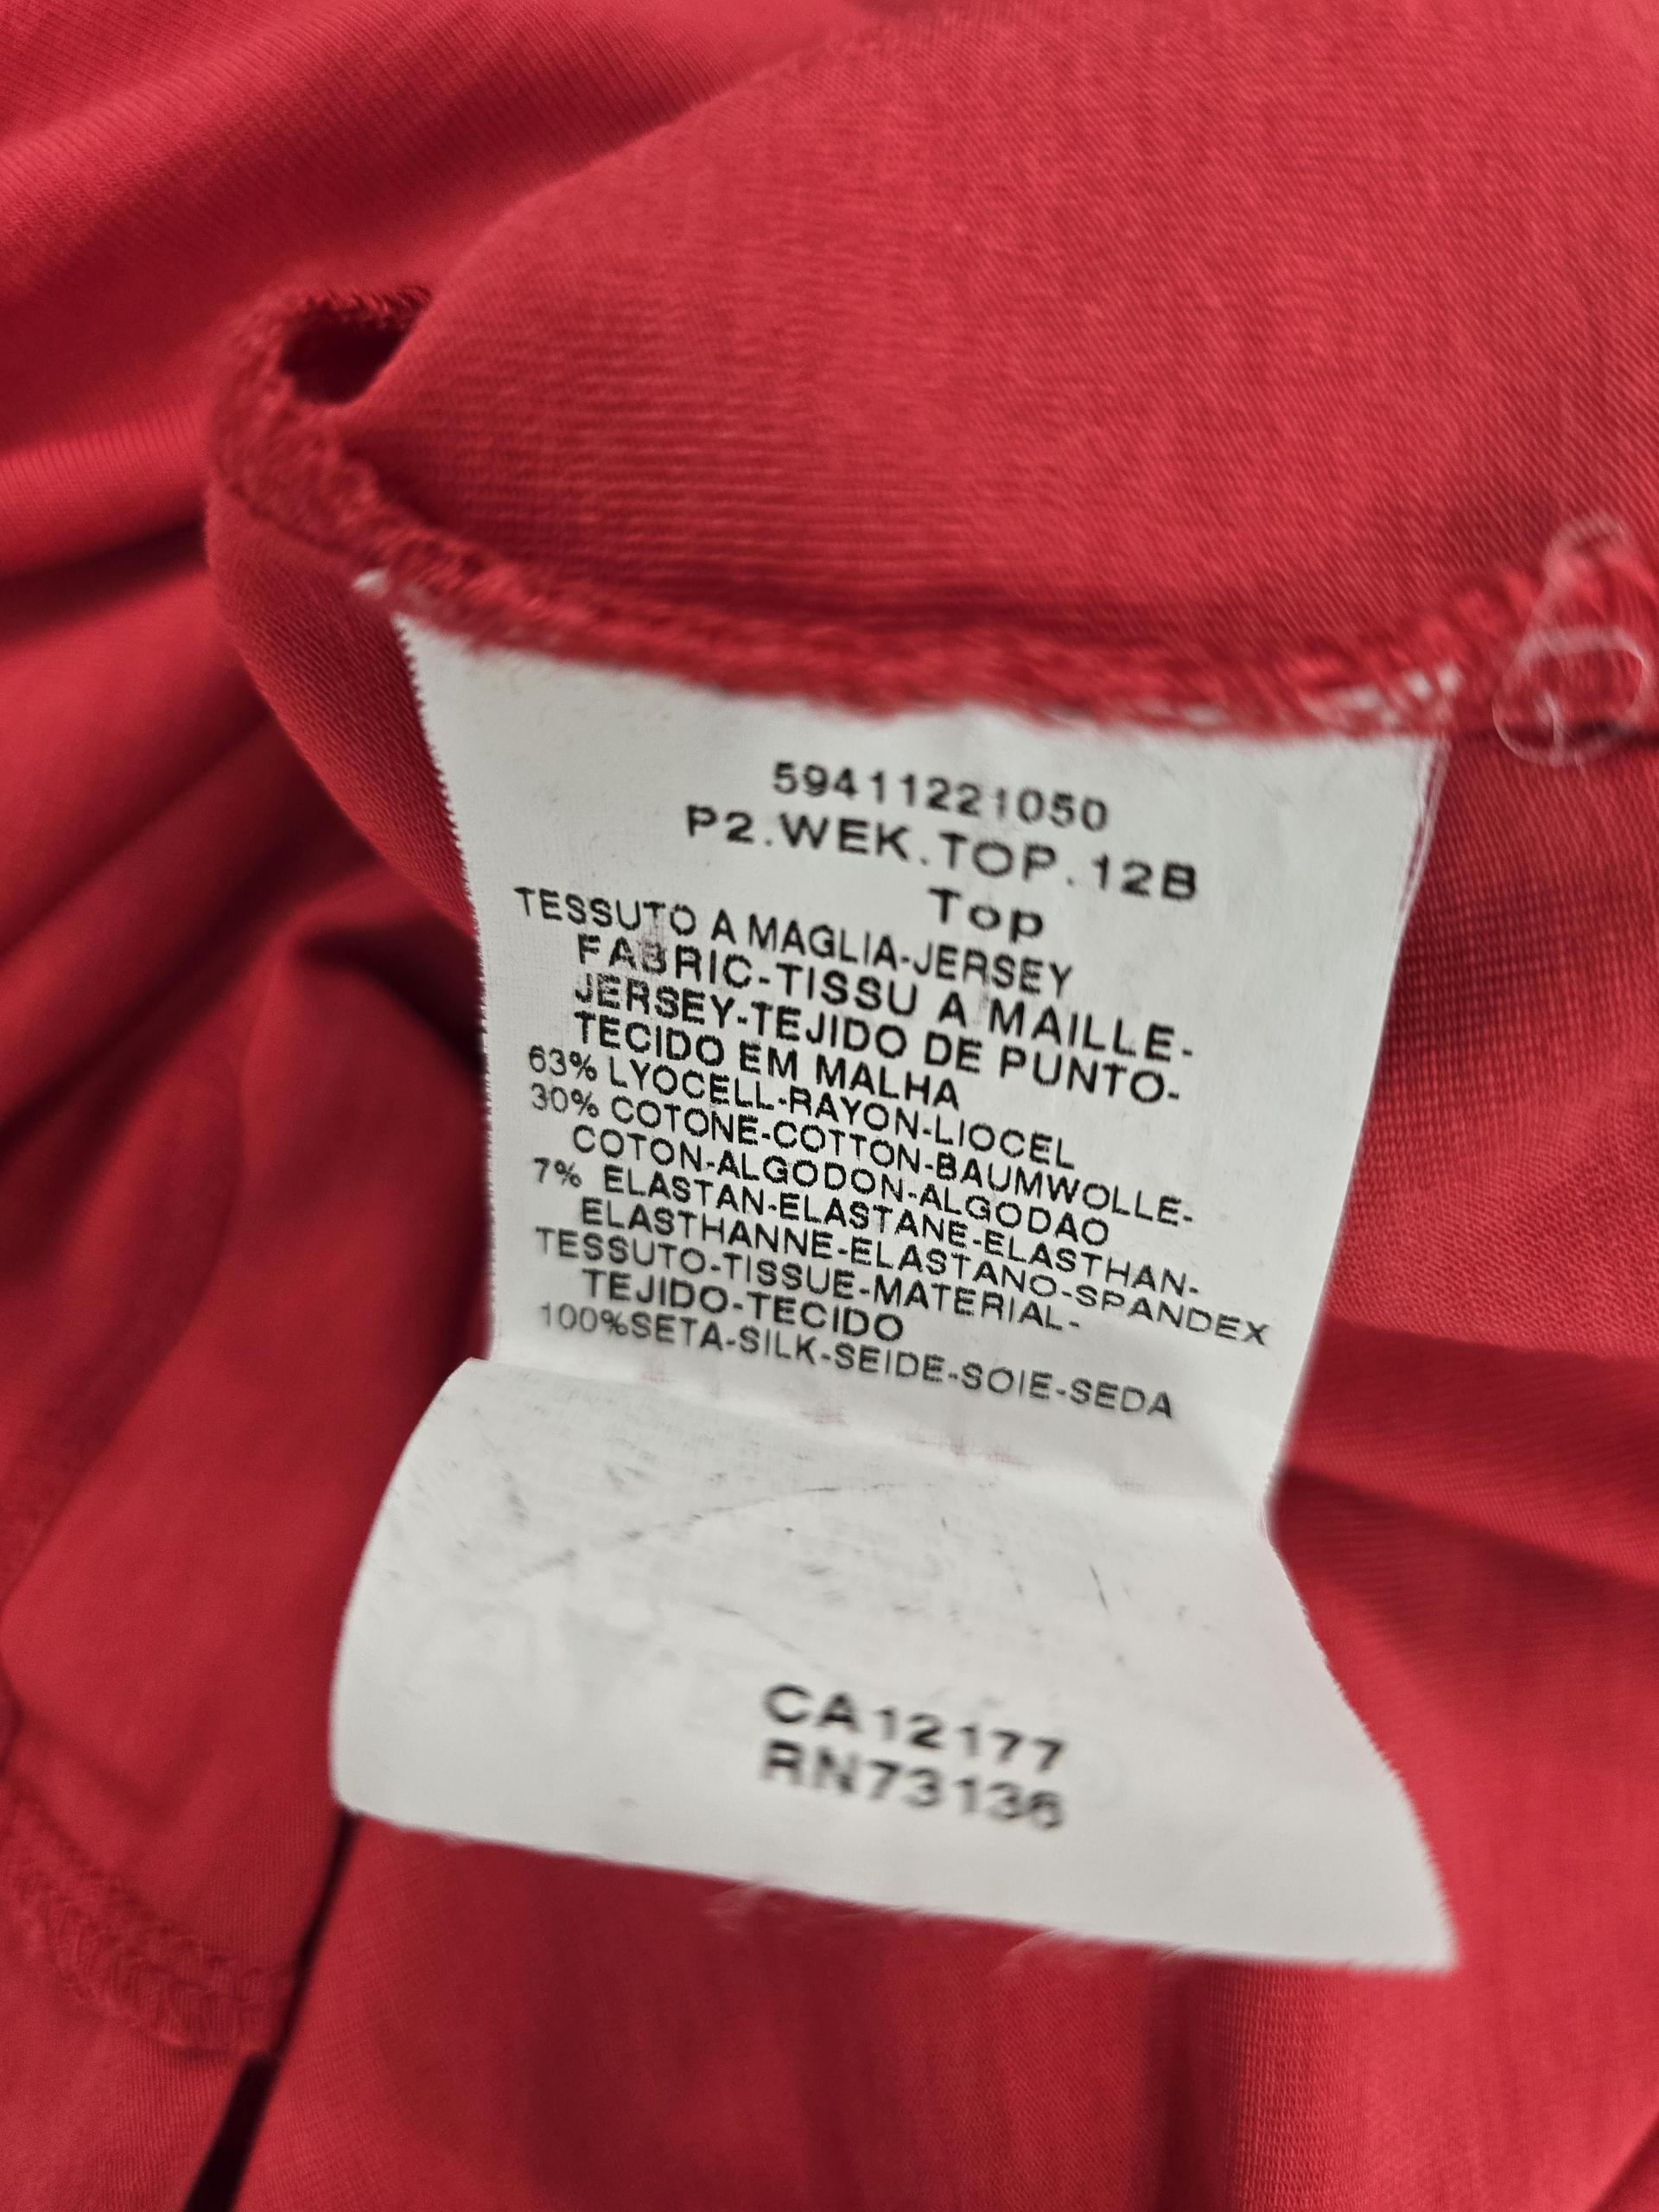 59411221050
P2.WEK.TOP.12B
Top
TESSUTO A MAGLIA-JERSEY
FABRIC-TISSU A MAILLE-
JERSEY-TEJIDO DE PUNTO-
TECIDO EM MALHA
63% LYOCELL-RAYON-LIOCEL
30% COTONE-COTTON-BAUMWOLLE-
COTON-ALGODON-ALGODAO
7% ELASTAN-ELASTANE-ELASTHAN-
ELASTHANNE-ELASTANO-SPANDEX
TESSUTO-TISSUE-MATERIAL-
TEJIDO-TECIDO
100%SETA-SILK-SEIDE-SOIE-SEDA
CA12177
RN73136